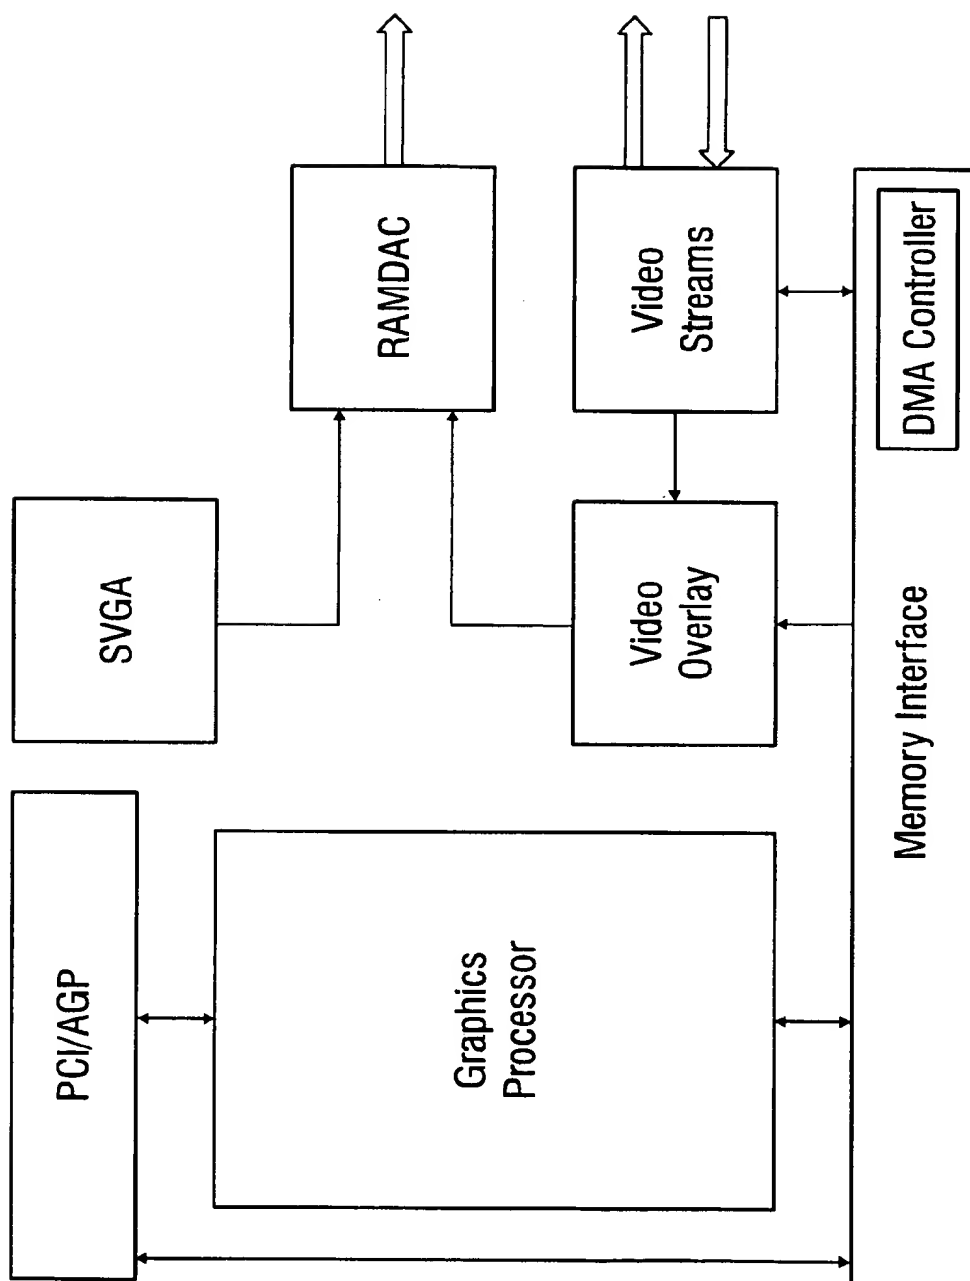 PCI/AGP
SVGA
Graphics
Processor
RAMDAC
Video
Overlay
Video
Streams
Memory Interface
DMA Controller